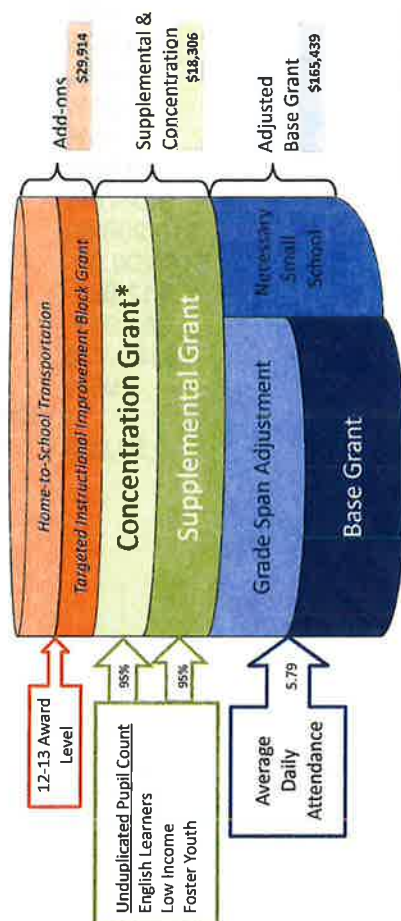 12-13 Award
Level
Unduplicated Pupil Count
English Learners
Low Income
Foster Youth
95%
95%
Average
Daily
Attendance
5.79
Home-to-School Transportation
Targeted Instructional Improvement Block Grant
Concentration Grant*
Supplemental Grant
Grade Span Adjustment
Base Grant
Necessary
Small
School
Add-ons
$29,914
Supplemental &
Concentration
$18,306
Adjusted
Base Grant
$165,439